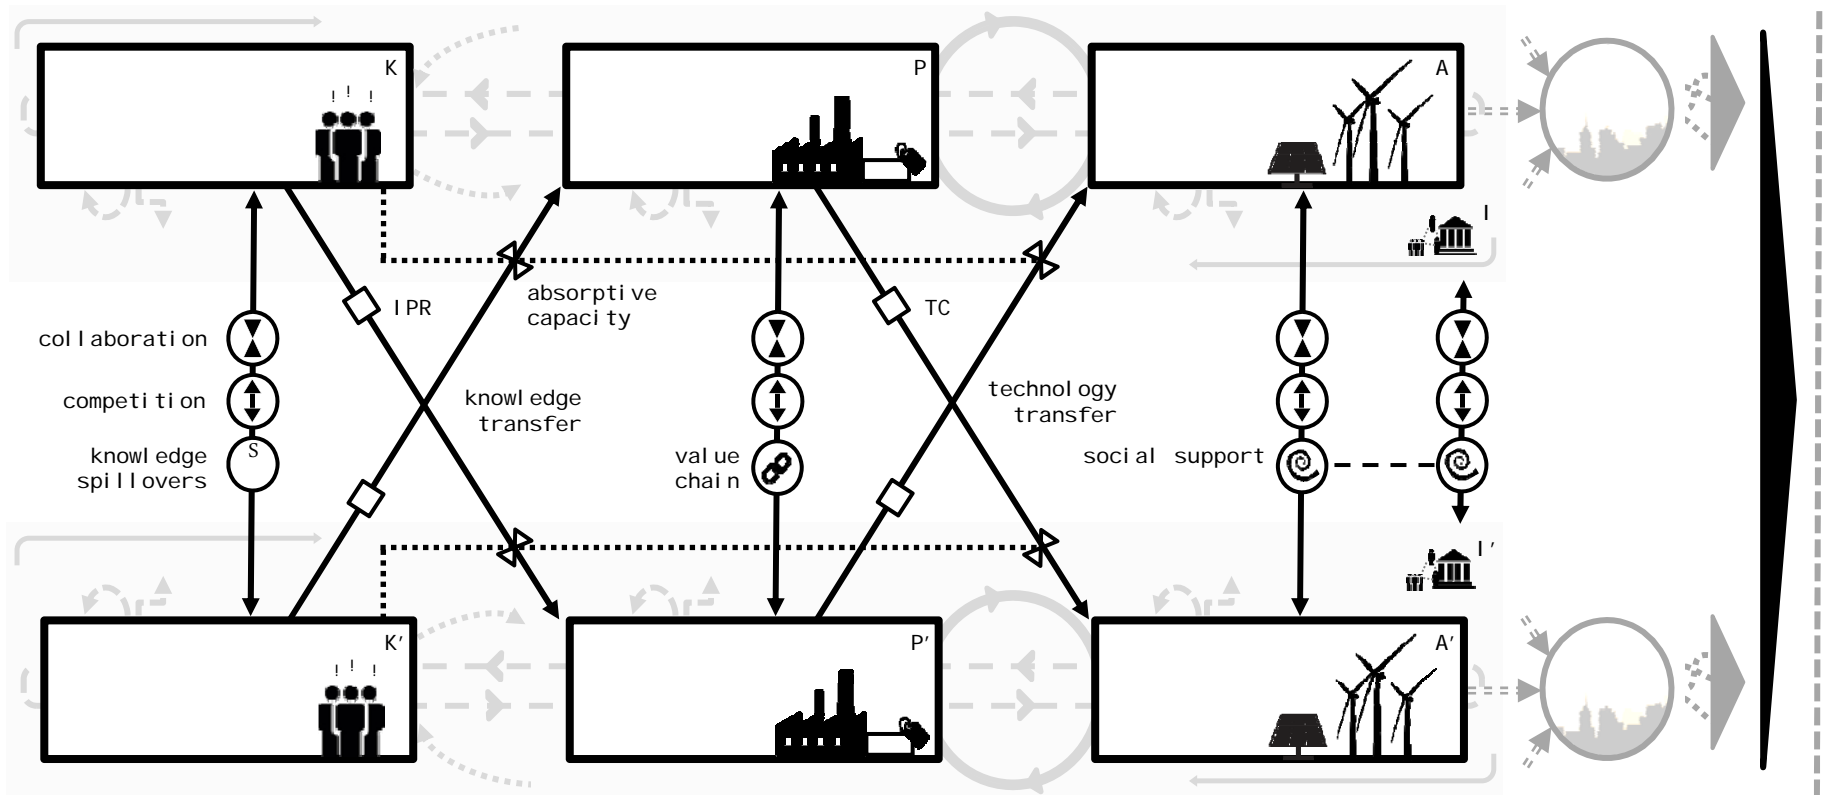 K
! ! !
P
A
I
IPR
absorptive
capacity
TC
collaboration
competition
knowledge
transfer
technology
transfer
S
knowledge
spillovers
value
chain
social support
I'
K'
! ! !
P'
A'